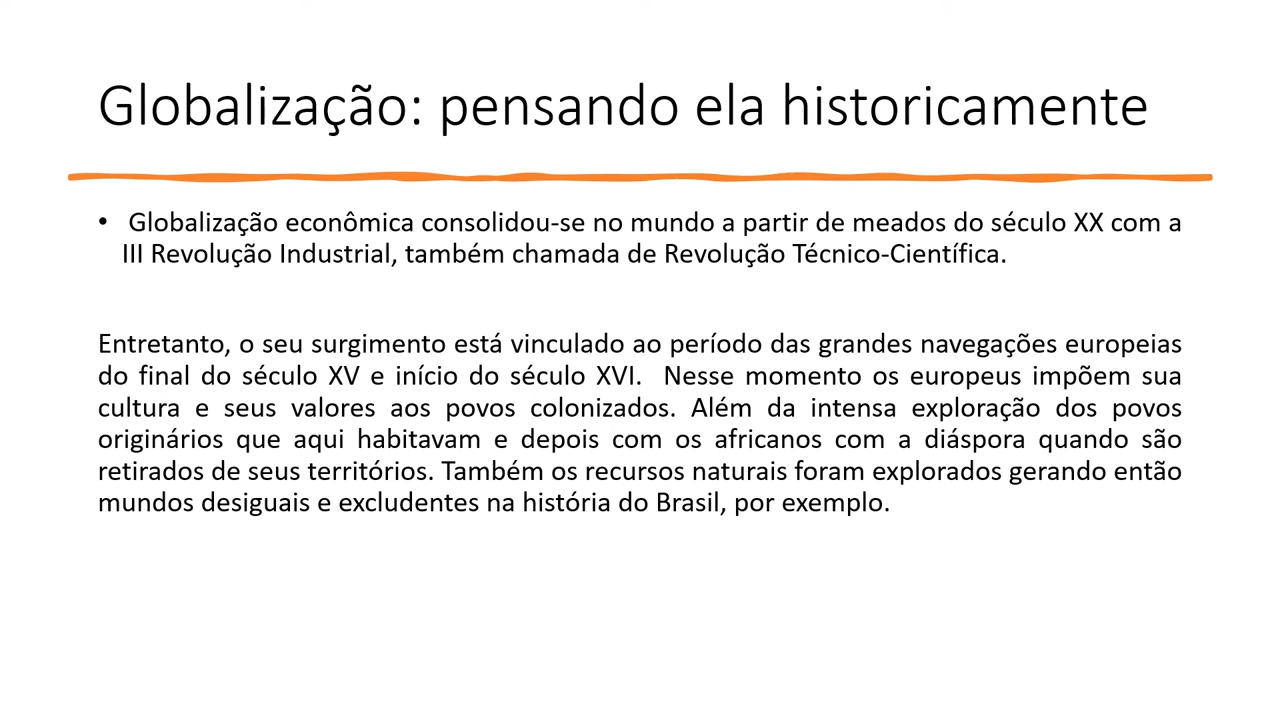 Globalização: pensando ela historicamente
• Globalização econômica consolidou-se no mundo a partir de meados do século XX com a
III Revolução Industrial, também chamada de Revolução Técnico-Científica.
Entretanto, o seu surgimento está vinculado ao período das grandes navegações europeias
do final do século XV e início do século XVI.  Nesse momento os europeus impõem sua
cultura e seus valores aos povos colonizados. Além da intensa exploração dos povos
originários que aqui habitavam e depois com os africanos com a diáspora quando são
retirados de seus territórios. Também os recursos naturais foram explorados gerando então
mundos desiguais e excludentes na história do Brasil, por exemplo.